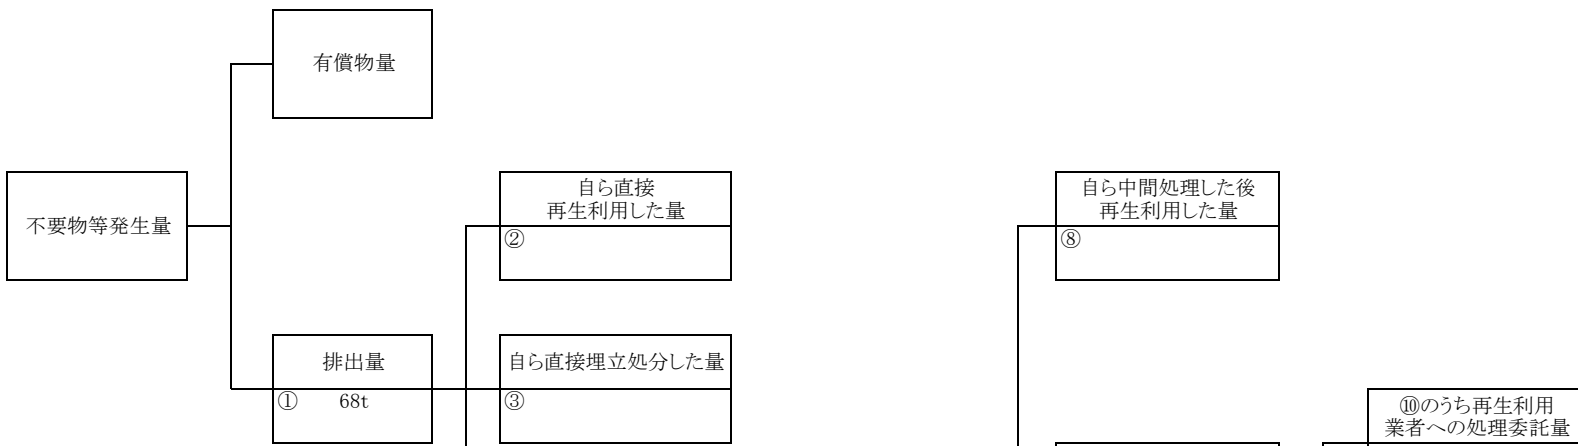 有償物量
不要物等発生量
自ら直接
再生利用した量
②
自ら中間処理した後
再生利用した量
⑧
排出量
① 68t
自ら直接埋立処分した量
③
⑩のうち再生利用
業者への処理委託量